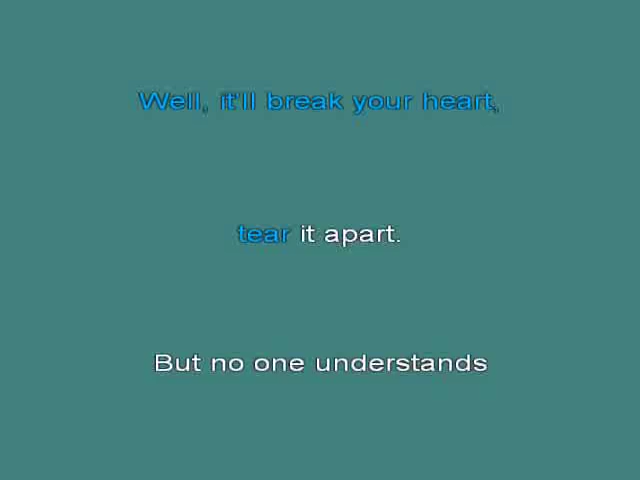 Well, it'll break your heart,
tear it apart.
But no one understands